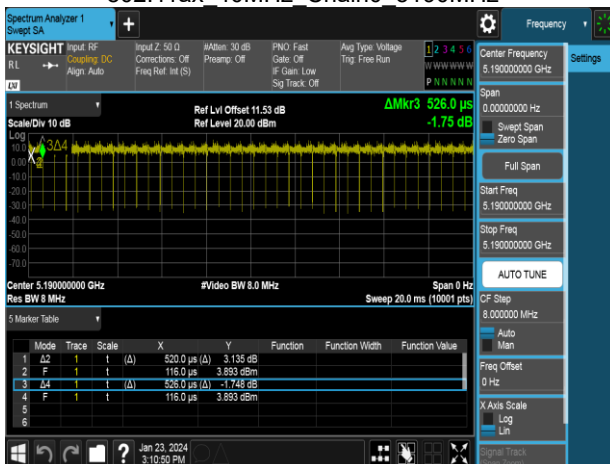 Spectrum Analyzer 1
Swept SA
Frequency
Settings
KEYSIGHT
RL
Input: RF
Coupling: DC
Align: Auto
Input Z: 50 Ω
Corrections: Off
Freq Ref: Int (S)
#Atten: 30 dB
Preamp: Off
PNO: Fast
Gate: Off
IF Gain: Low
Sig Track: Off
Avg Type: Voltage
Trig: Free Run
1 2 3 4 5 6
W W W W W W
P N N N N N
1 Spectrum
Scale/Div 10 dB
Ref Lvl Offset 11.53 dB
Ref Level 20.00 dBm
ΔMkr3 526.0 µs
-1.75 dB
Log
10.0
0.00
-10.0
-20.0
-30.0
-40.0
-50.0
-60.0
-70.0
3Δ4
Center 5.190000000 GHz
Res BW 8 MHz
#Video BW 8.0 MHz
Span 0 Hz
Sweep 20.0 ms (10001 pts)
5 Marker Table
Mode Trace Scale X Y Function Function Width Function Value
1 Δ2 1 t (Δ) 520.0 µs (Δ) 3.135 dB
2 F 1 t 116.0 µs 3.893 dBm
3 Δ4 1 t (Δ) 526.0 µs (Δ) -1.748 dB
4 F 1 t 116.0 µs 3.893 dBm
5
6
Jan 23, 2024
3:10:50 PM
Center Frequency
5.190000000 GHz
Span
0.00000000 Hz
Swept Span
Zero Span
Full Span
Start Freq
5.190000000 GHz
Stop Freq
5.190000000 GHz
AUTO TUNE
CF Step
8.000000 MHz
Auto
Man
Freq Offset
0 Hz
X Axis Scale
Log
Lin
Signal Track